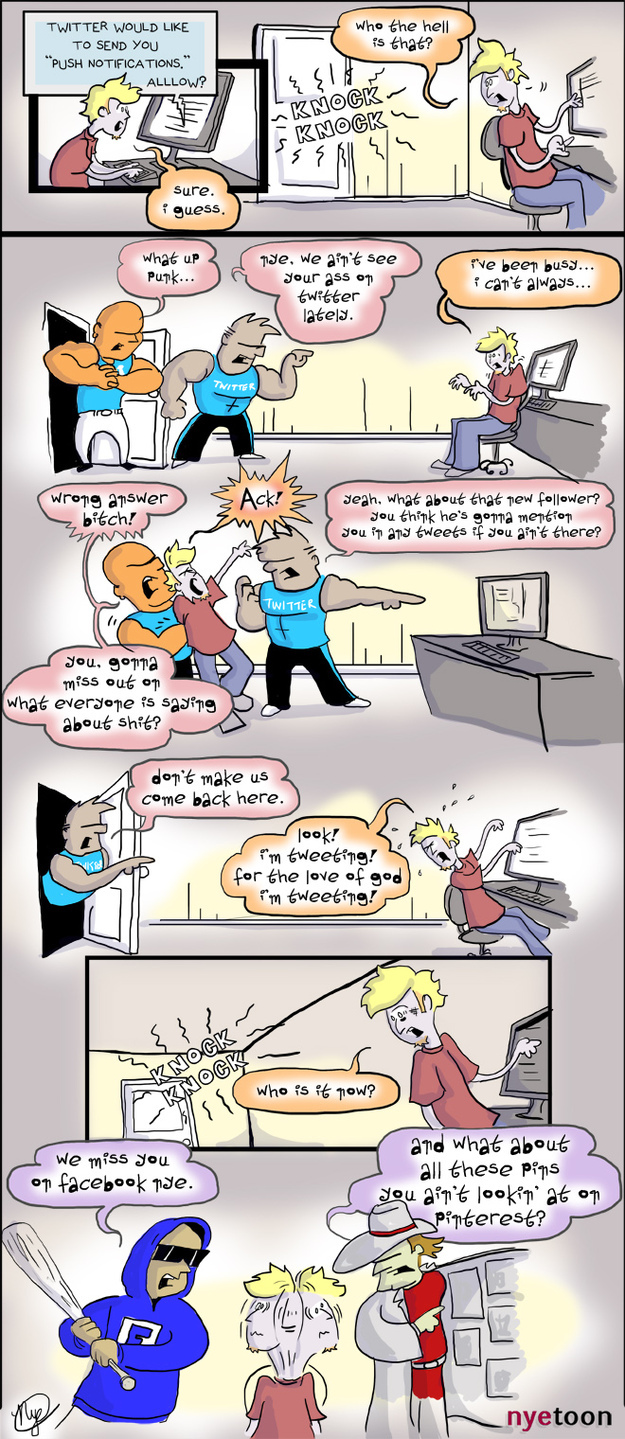 TWITTER WOULD LIKE
TO SEND YOU
"PUSH NOTIFICATIONS,"
ALLLOW?
sure.
i guess.
KNOCK
KNOCK
who the hell
is that?
what up
punk...
nye, we ain't see
your ass on
twitter
lately.
i've been busy...
i can't always...
TWITTER
wrong answer
bitch!
Ack!
yeah, what about that new follower?
you think he's gonna mention
you in any tweets if you ain't there?
TWITTER
you, gonna
miss out on
what everyone is saying
about shit?
don't make us
come back here.
look!
i'm tweeting!
for the love of god
i'm tweeting!
KNOCK
KNOCK
who is it now?
we miss you
on facebook nye.
and what about
all these pins
you ain't lookin' at on
pinterest?
Nye
nyetoon